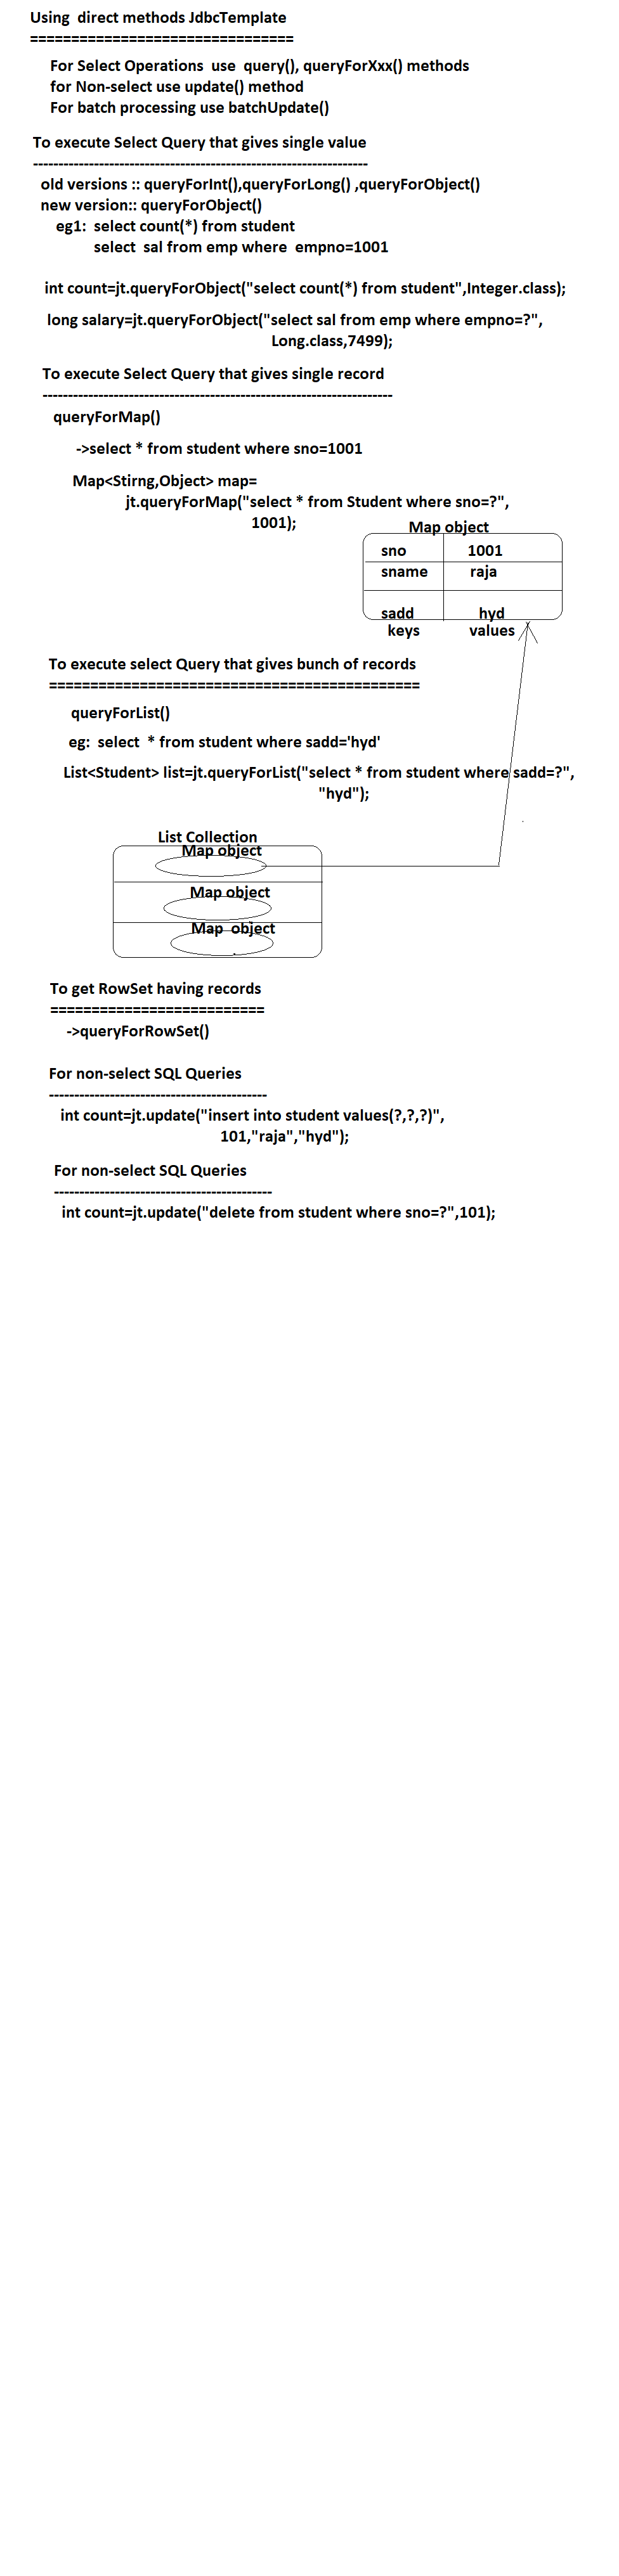 Using  direct methods JdbcTemplate
================================
For Select Operations  use  query(), queryForXxx() methods
for Non-select use update() method
For batch processing use batchUpdate()
To execute Select Query that gives single value
-------------------------------------------------------------------
old versions :: queryForInt(),queryForLong() ,queryForObject()
new version:: queryForObject()
eg1:  select count(*) from student
select  sal from emp where  empno=1001
int count=jt.queryForObject("select count(*) from student",Integer.class);
long salary=jt.queryForObject("select sal from emp where empno=?",
Long.class,7499);
To execute Select Query that gives single record
----------------------------------------------------------------------
queryForMap()
->select * from student where sno=1001
Map<Stirng,Object> map=
jt.queryForMap("select * from Student where sno=?",
1001);
Map object
sno 1001
sname raja
sadd hyd
keys values
To execute select Query that gives bunch of records
=============================================
queryForList()
eg:  select  * from student where sadd='hyd'
List<Student> list=jt.queryForList("select * from student where sadd=?",
"hyd");
List Collection
Map object
Map object
Map  object
To get RowSet having records
==========================
->queryForRowSet()
For non-select SQL Queries
--------------------------------------------
int count=jt.update("insert into student values(?,?,?)",
101,"raja","hyd");
For non-select SQL Queries
--------------------------------------------
int count=jt.update("delete from student where sno=?",101);